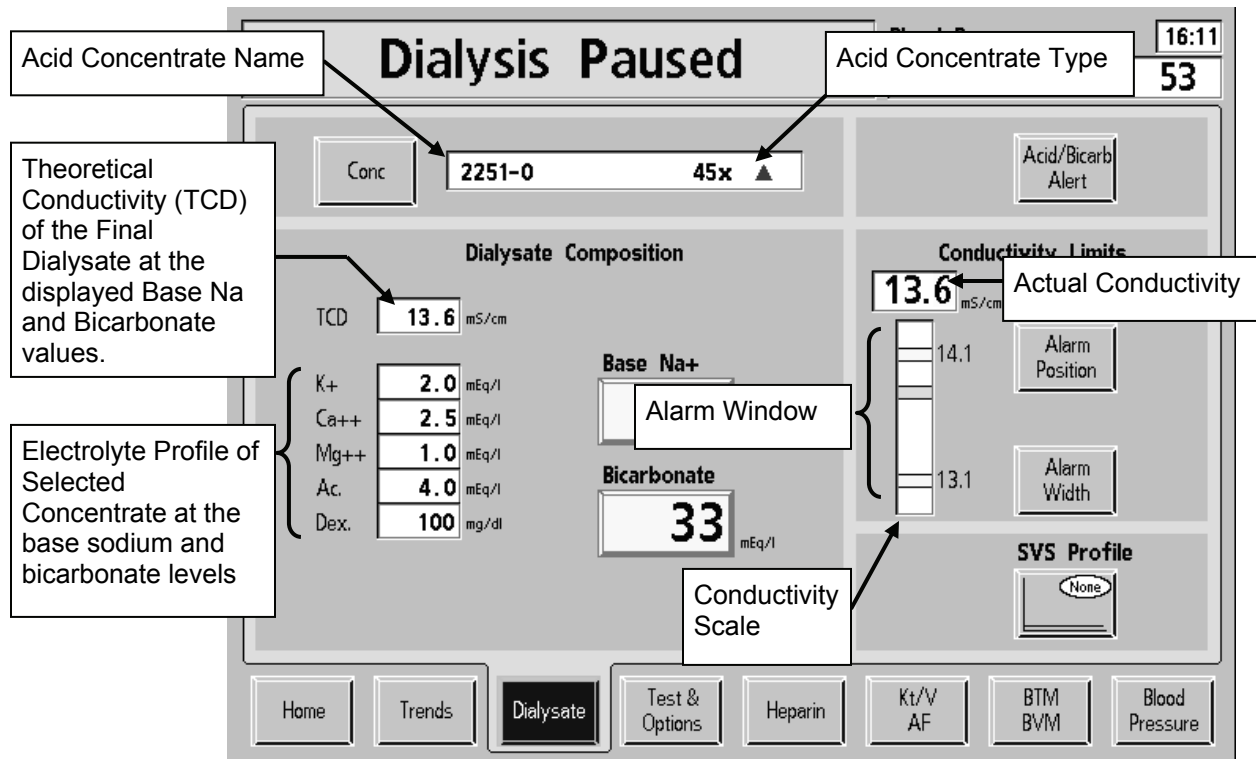 Dialysis Paused
16:11
53
Acid Concentrate Name
Acid Concentrate Type
Conc
2251-0 45x
Acid/Bicarb
Alert
Theoretical
Conductivity (TCD)
of the Final
Dialysate at the
displayed Base Na
and Bicarbonate
values.
Dialysate Composition
TCD 13.6 mS/cm
K+ 2.0 mEq/l
Ca++ 2.5 mEq/l
Mg++ 1.0 mEq/l
Ac. 4.0 mEq/l
Dex. 100 mg/dl
Electrolyte Profile of
Selected
Concentrate at the
base sodium and
bicarbonate levels
Base Na+
Bicarbonate
33 mEq/l
Conductivity Limits
13.6 mS/cm
Actual Conductivity
Alarm Window
14.1
13.1
Alarm
Position
Alarm
Width
Conductivity
Scale
SVS Profile
None
Home
Trends
Dialysate
Test &
Options
Heparin
Kt/V
AF
BTM
BVM
Blood
Pressure